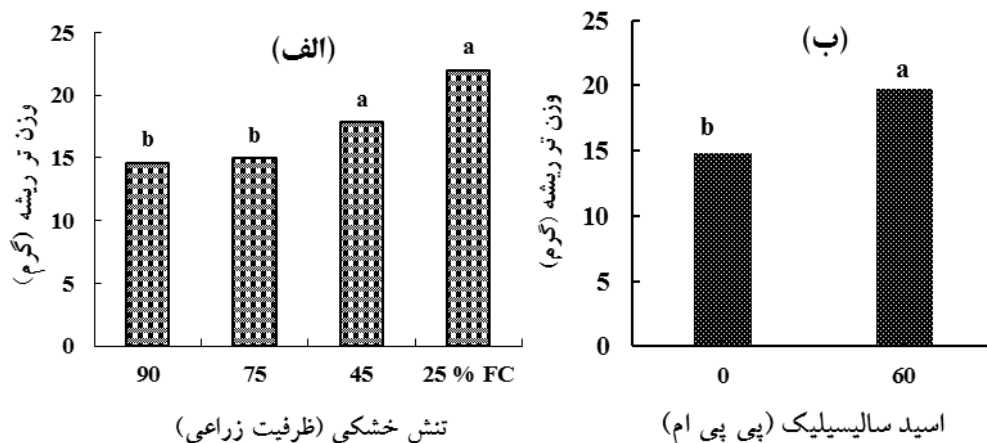 (الف)
وزن تر ریشه (گرم)
25
20
15
10
5
0
b
b
a
a
90
75
45
25 % FC
تنش خشکی (ظرفیت زراعی)
(ب)
وزن تر ریشه (گرم)
25
20
15
10
5
0
b
a
0
60
اسید سالیسیلیک (پی پی ام)